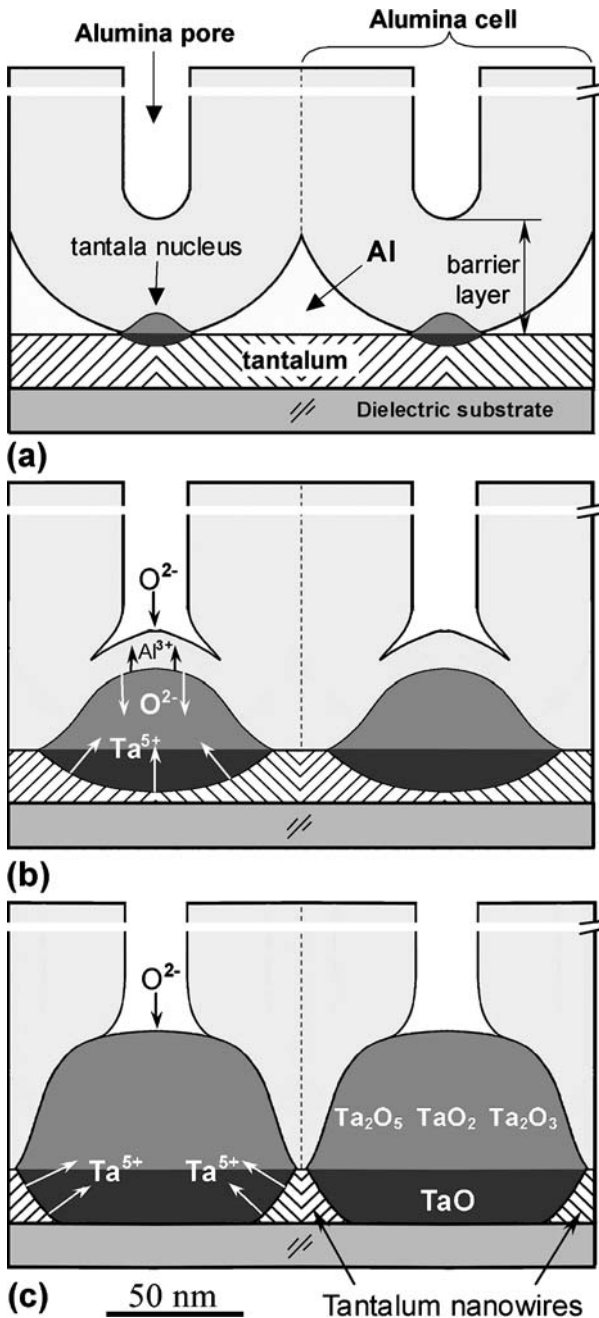 Alumina pore
Alumina cell
tantala nucleus
Al
barrier
layer
tantalum
Dielectric substrate
(a)
O²⁻
Al³⁺
O²⁻
Ta⁵⁺
(b)
O²⁻
Ta₂O₅ TaO₂ Ta₂O₃
Ta⁵⁺ Ta⁵⁺
TaO
(c)
50 nm
Tantalum nanowires